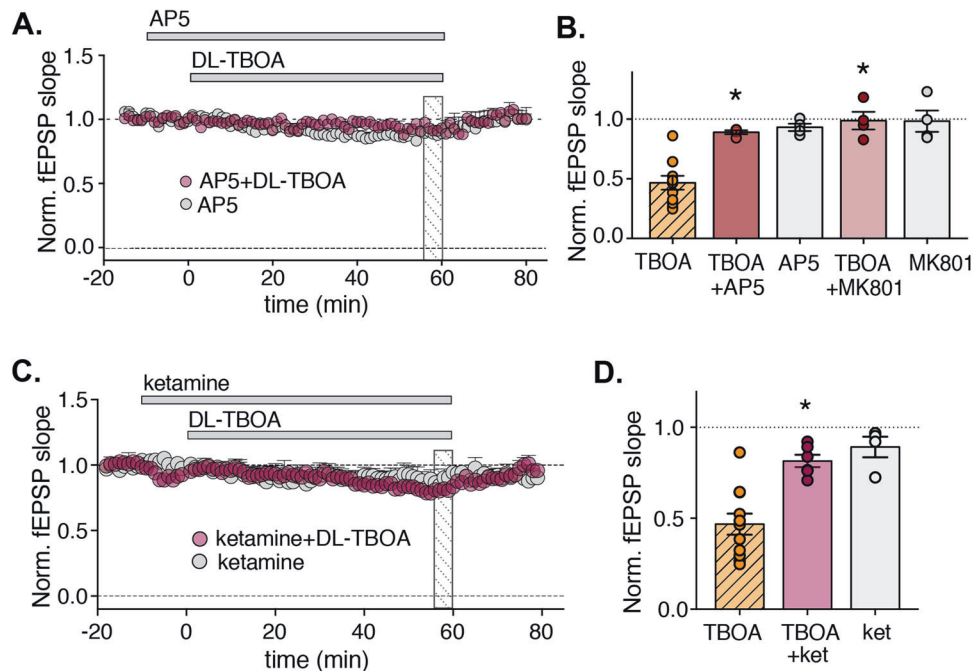 A.
AP5
DL-TBOA
Norm. fEPSP slope
1.5
1.0
0.5
0.0
AP5+DL-TBOA
AP5
-20 0 20 40 60 80
time (min)
B.
Norm. fEPSP slope
1.0
0.5
1.0
*
*
TBOA
TBOA
+AP5
AP5
TBOA
+MK801
MK801
C.
ketamine
DL-TBOA
Norm. fEPSP slope
1.5
1.0
0.5
0.0
ketamine+DL-TBOA
ketamine
-20 0 20 40 60 80
time (min)
D.
Norm. fEPSP slope
1.0
0.5
1.0
*
TBOA
TBOA
+ket
ket